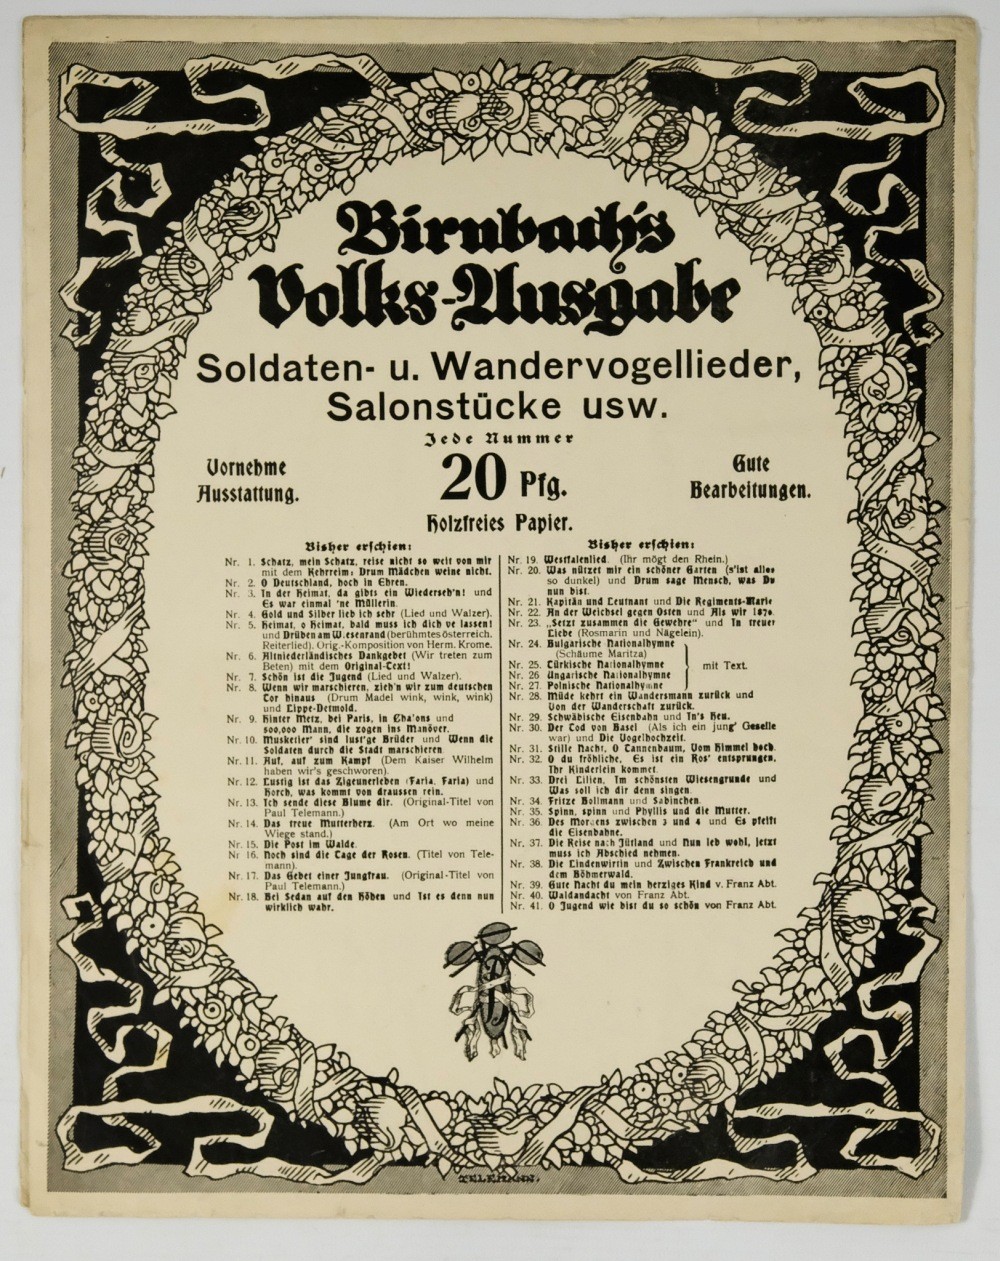 Birnbach's
Volks-Ausgabe
Soldaten- u. Wandervogellieder,
Salonstücke usw.
Jede Nummer
Vornehme
Ausstattung.
20 Pfg.
Gute
Bearbeitungen.
Holzfreies Papier.
Bisher erschien:
Nr. 1. Schatz, mein Schatz, reise nicht so weit von mir
mit dem Kehrreim: Drum Mädchen weine nicht.
Nr. 2. O Deutschland, hoch in Ehren.
Nr. 3. In der Heimat, da gibts ein Wiederseh'n! und
Es war einmal 'ne Müllerin.
Nr. 4. Gold und Silber lieb ich sehr (Lied und Walzer).
Nr. 5. Heimat, o Heimat, bald muss ich dich ve lassen!
und Drüben am W.esenrand (berühmtes österreich.
Reiterlied). Orig.-Komposition von Herm. Krome.
Nr. 6. Altniederländisches Dankgebet (Wir treten zum
Beten) mit dem Original-Text!
Nr. 7. Schön ist die Jugend (Lied und Walzer).
Nr. 8. Wenn wir marschieren, zieh'n wir zum deutschen
Tor hinaus (Drum Madel wink, wink, wink)
und Lippe-Detmold.
Nr. 9. Hinter Metz, bei Paris, in Cha'ons und
300,000 Mann, die zogen ins Manöver.
Nr. 10. Musketier' sind lust'ge Brüder und Wenn die
Soldaten durch die Stadt marschieren
Nr. 11. Auf, auf zum Kampf (Dem Kaiser Wilhelm
haben wir's geschworen).
Nr. 12. Lustig ist das Zigeunerleben (Faria, Faria) und
Horch, was kommt von draussen rein.
Nr. 13. Ich sende diese Blume dir. (Original-Titel von
Paul Telemann.)
Nr. 14. Das treue Mutterherz. (Am Ort wo meine
Wiege stand.)
Nr. 15. Die Post im Walde.
Nr 16. Noch sind die Tage der Rosen. (Titel von Tele-
mann).
Nr. 17. Das Gebet einer Jungfrau. (Original-Titel von
Paul Telemann.)
Nr. 18. Bei Sedan auf den Höhen und Ist es denn nun
wirklich wahr.
Bisher erschien:
Nr. 19. Westfalenlied. (Ihr mögt den Rhein.)
Nr. 20. Was nützet mir ein schöner Garten (s'ist alles
so dunkel) und Drum sage Mensch, was Du
nun bist.
Nr. 21. Kapitän und Leutnant und Die Regiments-Marie
Nr. 22. An der Weichsel gegen Osten und Als wir 1870
Nr. 23. „Setzt zusammen die Gewehre" und In treuer
Liebe (Rosmarin und Nägelein).
Nr. 24. Bulgarische Nationalhymne
(Schäume Maritza)
Nr. 25. Türkische Nationalhymne
mit Text.
Nr. 26 Ungarische Nationalhymne
Nr. 27. Polnische Nationalhymne
Nr. 28. Müde kehrt ein Wandersmann zurück und
Von der Wanderschaft zurück.
Nr. 29. Schwäbische Eisenbahn und In's Heu.
Nr. 30. Der Tod von Basel (Als ich ein jung' Geselle
war) und Die Vogelhochzeit.
Nr. 31. Stille Nacht, O Tannenbaum, Vom Himmel hoch.
Nr. 32. O du fröhliche, Es ist ein Ros' entsprungen,
Ihr Kinderlein kommet
Nr. 33. Drei Lilien, Im schönsten Wiesengrunde und
Was soll ich dir denn singen
Nr. 34. Fritze Bollmann und Sabinchen.
Nr. 35. Spinn, spinn und Phyllis und die Mutter.
Nr. 36. Des Morgens zwischen 3 und 4 und Es pfeift
die Eisenbahne.
Nr. 37. Die Reise nach Jütland und Nun leb wohl, jetzt
muss ich Abschied nehmen.
Nr. 38. Die Lindenwirtin und Zwischen Frankreich und
dem Böhmerwald.
Nr. 39. Gute Nacht du mein herziges Kind v. Franz Abt.
Nr. 40. Waldandacht von Franz Abt.
Nr. 41. O Jugend wie bist du so schön von Franz Abt.
TELEMANN.